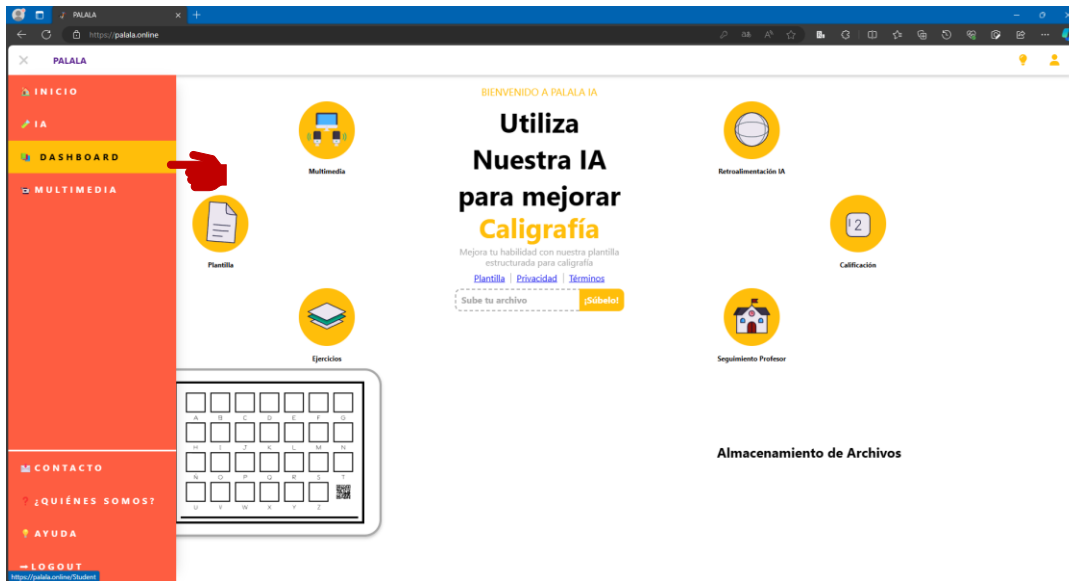 PALALA
https://palala.online
PALALA
INICIO
IA
DASHBOARD
MULTIMEDIA
CONTACTO
¿QUIÉNES SOMOS?
AYUDA
LOGOUT
https://palala.online/Student
BIENVENIDO A PALALA IA
Utiliza
Nuestra IA
para mejorar
Caligrafía
Mejora tu habilidad con nuestra plantilla
estructurada para caligrafía
Plantilla | Privacidad | Términos
Sube tu archivo ¡Súbelo!
Multimedia
Plantilla
Ejercicios
Retroalimentación IA
2
Calificación
Seguimiento Profesor
A B C D E F G
H I J K L M N
Ñ O P Q R S T
U V W X Y Z
Almacenamiento de Archivos